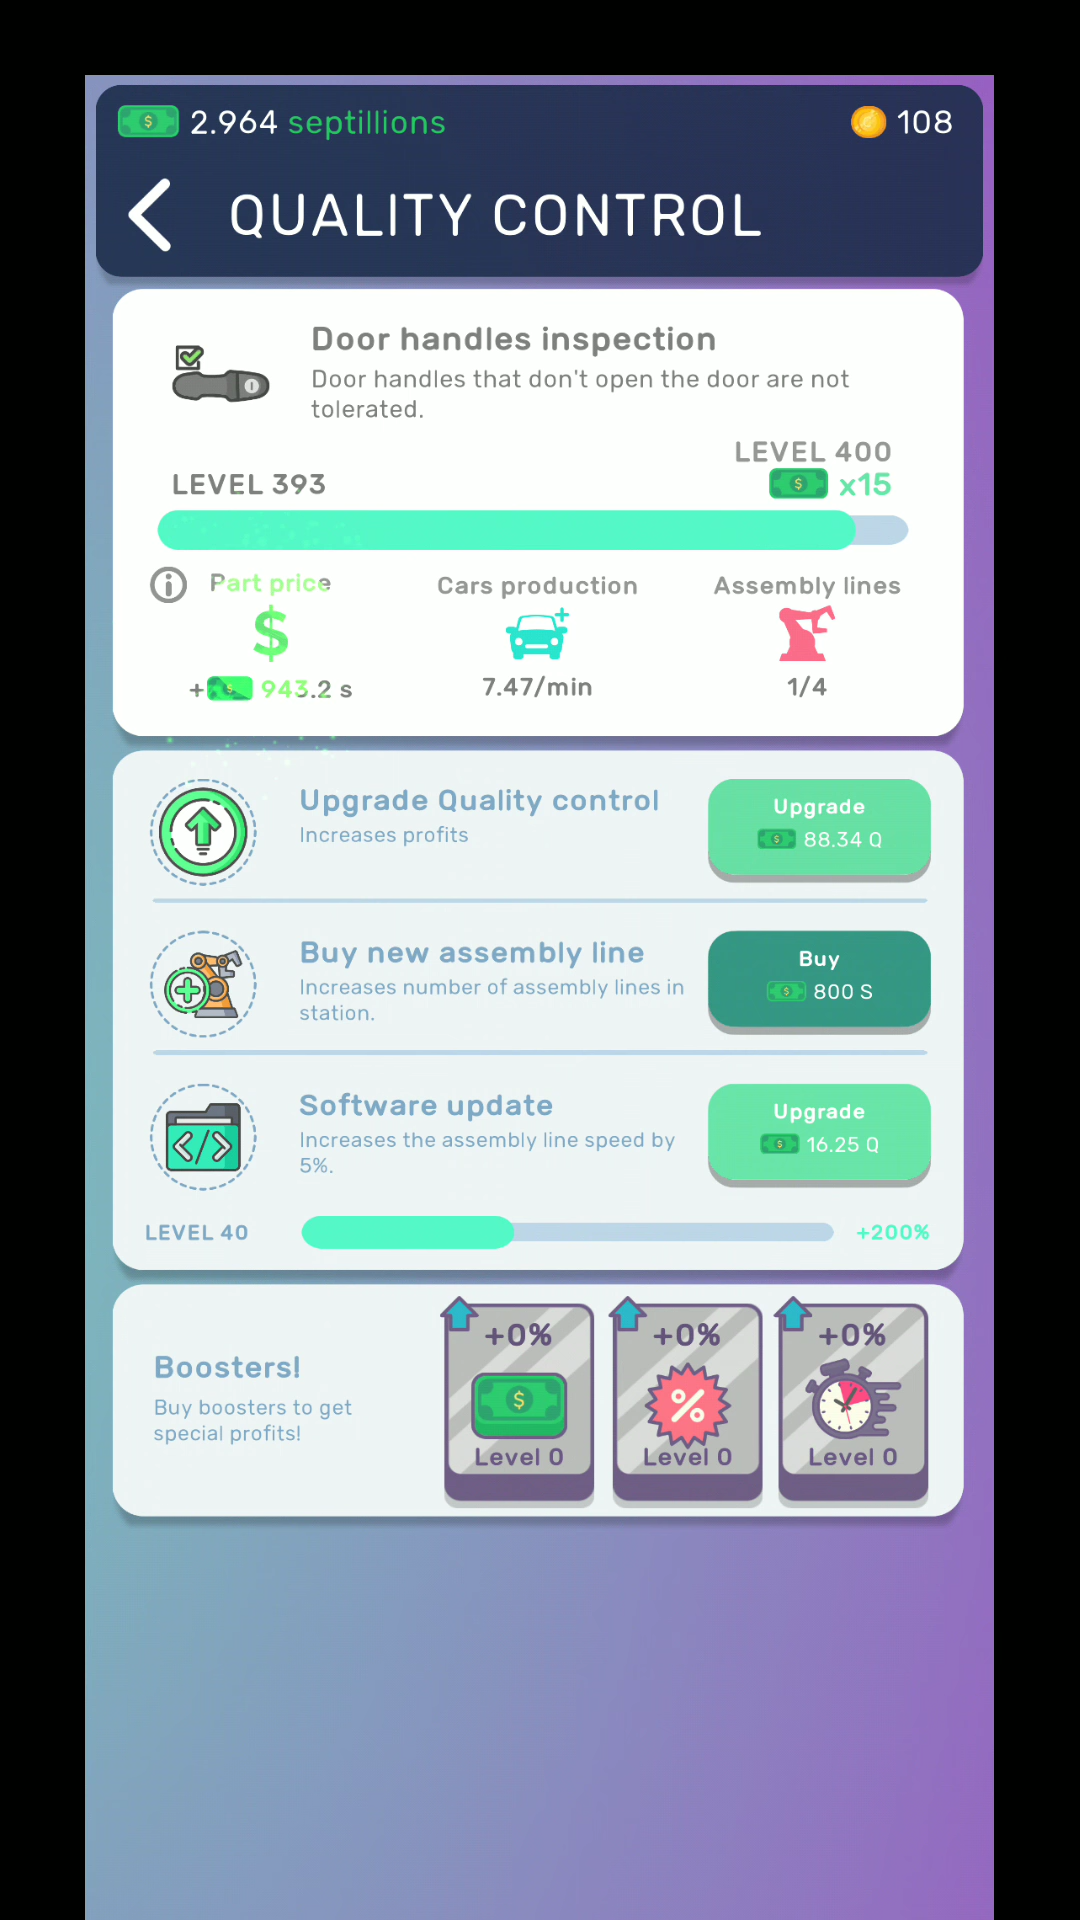 2.964 septillions
108
QUALITY CONTROL
Door handles inspection
Door handles that don't open the door are not
tolerated.
LEVEL 400
LEVEL 393
x15
Part price
Cars production
Assembly lines
+ 943.2 s
7.47/min
1/4
Upgrade Quality control
Increases profits
Upgrade
88.34 Q
Buy new assembly line
Increases number of assembly lines in
station.
Buy
800 S
Software update
Increases the assembly line speed by
5%.
Upgrade
16.25 Q
LEVEL 40
+200%
Boosters!
Buy boosters to get
special profits!
+0%
Level 0
+0%
Level 0
+0%
Level 0